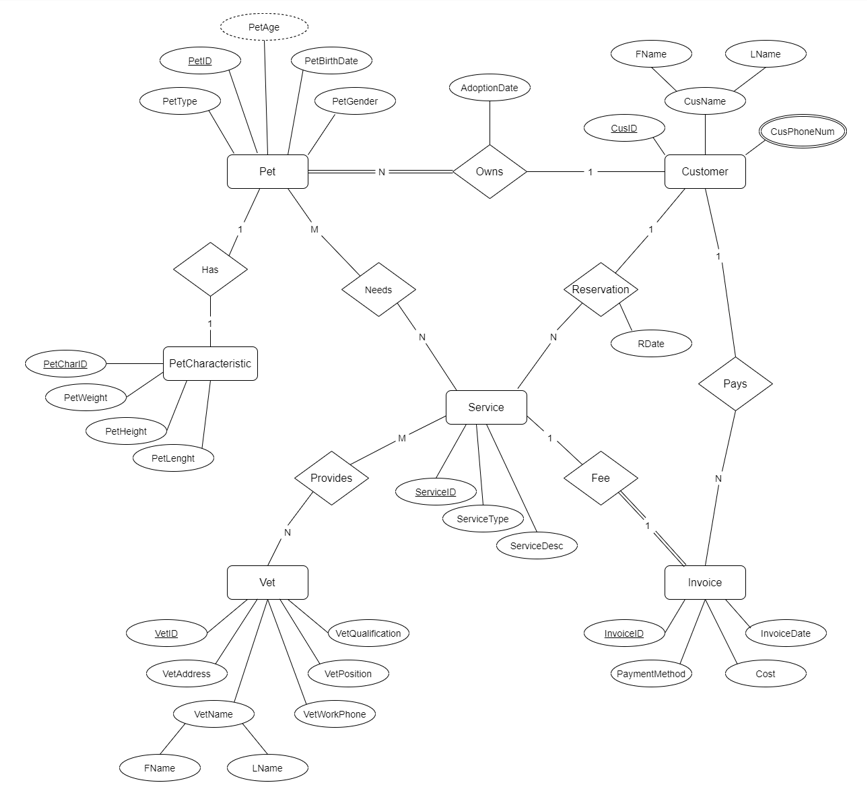 PetAge
PetID
PetBirthDate
PetType
PetGender
AdoptionDate
FName
LName
CusName
CusID
CusPhoneNum
Pet
N
Owns
1
Customer
1
M
1
1
Has
Needs
Reservation
1
RDate
N
N
PetCharacteristic
PetCharID
PetWeight
PetHeight
PetLenght
Pays
Service
M
1
Provides
Fee
N
ServiceID
ServiceType
ServiceDesc
N
1
Vet
Invoice
VetID
VetQualification
InvoiceID
InvoiceDate
VetAddress
VetPosition
PaymentMethod
Cost
VetName
VetWorkPhone
FName
LName